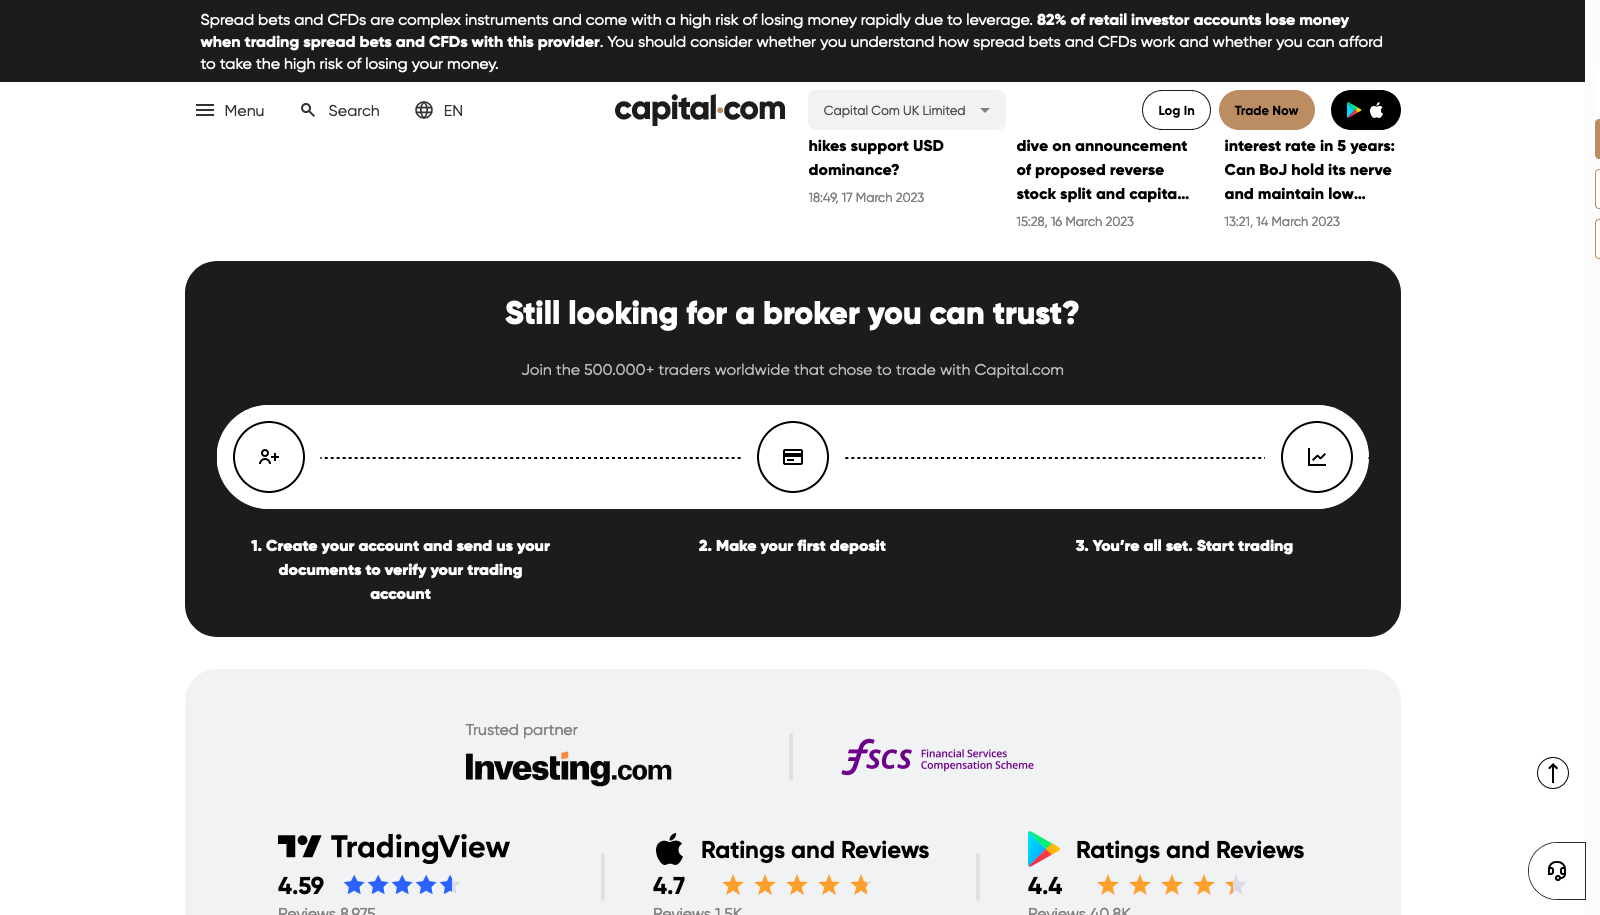 Spread bets and CFDs are complex instruments and come with a high risk of losing money rapidly due to leverage. 82% of retail investor accounts lose money
when trading spread bets and CFDs with this provider. You should consider whether you understand how spread bets and CFDs work and whether you can afford
to take the high risk of losing your money.
Menu
Search
EN
capital.com
Capital Com UK Limited
Log In
Trade Now
hikes support USD
dominance?
18:49, 17 March 2023
dive on announcement
of proposed reverse
stock split and capita...
15:28, 16 March 2023
interest rate in 5 years:
Can BoJ hold its nerve
and maintain low...
13:21, 14 March 2023
Still looking for a broker you can trust?
Join the 500.000+ traders worldwide that chose to trade with Capital.com
1. Create your account and send us your
documents to verify your trading
account
2. Make your first deposit
3. You're all set. Start trading
Trusted partner
Investing.com
fscs
Financial Services
Compensation Scheme
TradingView
4.59
Reviews 8,975
Ratings and Reviews
4.7
Reviews 1.5K
Ratings and Reviews
4.4
Reviews 40.8K